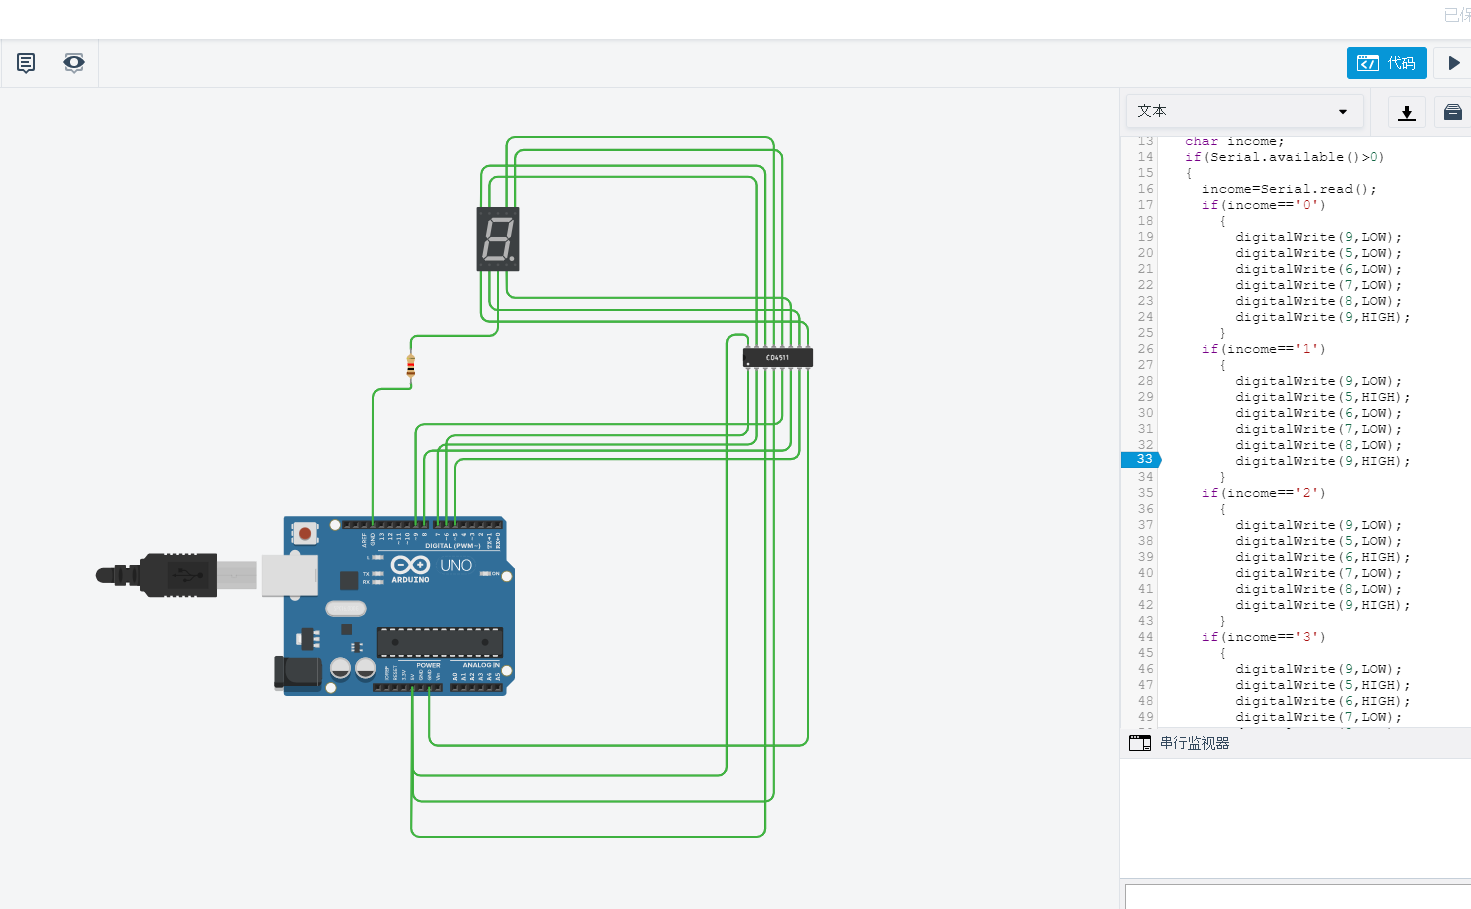 已保
代码
文本
13 char income;
14 if(Serial.available()>0)
15 {
16 income=Serial.read();
17 if(income=='0')
18 {
19 digitalWrite(9,LOW);
20 digitalWrite(5,LOW);
21 digitalWrite(6,LOW);
22 digitalWrite(7,LOW);
23 digitalWrite(8,LOW);
24 digitalWrite(9,HIGH);
25 }
26 if(income=='1')
27 {
28 digitalWrite(9,LOW);
29 digitalWrite(5,HIGH);
30 digitalWrite(6,LOW);
31 digitalWrite(7,LOW);
32 digitalWrite(8,LOW);
33 digitalWrite(9,HIGH);
34 }
35 if(income=='2')
36 {
37 digitalWrite(9,LOW);
38 digitalWrite(5,LOW);
39 digitalWrite(6,HIGH);
40 digitalWrite(7,LOW);
41 digitalWrite(8,LOW);
42 digitalWrite(9,HIGH);
43 }
44 if(income=='3')
45 {
46 digitalWrite(9,LOW);
47 digitalWrite(5,HIGH);
48 digitalWrite(6,HIGH);
49 digitalWrite(7,LOW);
串行监视器
CD4511
AREF GND 13 12 ~11 ~10 ~9 8 7 ~6 ~5 4 ~3 2 TX→1 RX←0
DIGITAL (PWM~)
L
TX
RX
ARDUINO
UNO
ON
POWER
ANALOG IN
IOREF RESET 3.3V 5V GND GND Vin A0 A1 A2 A3 A4 A5